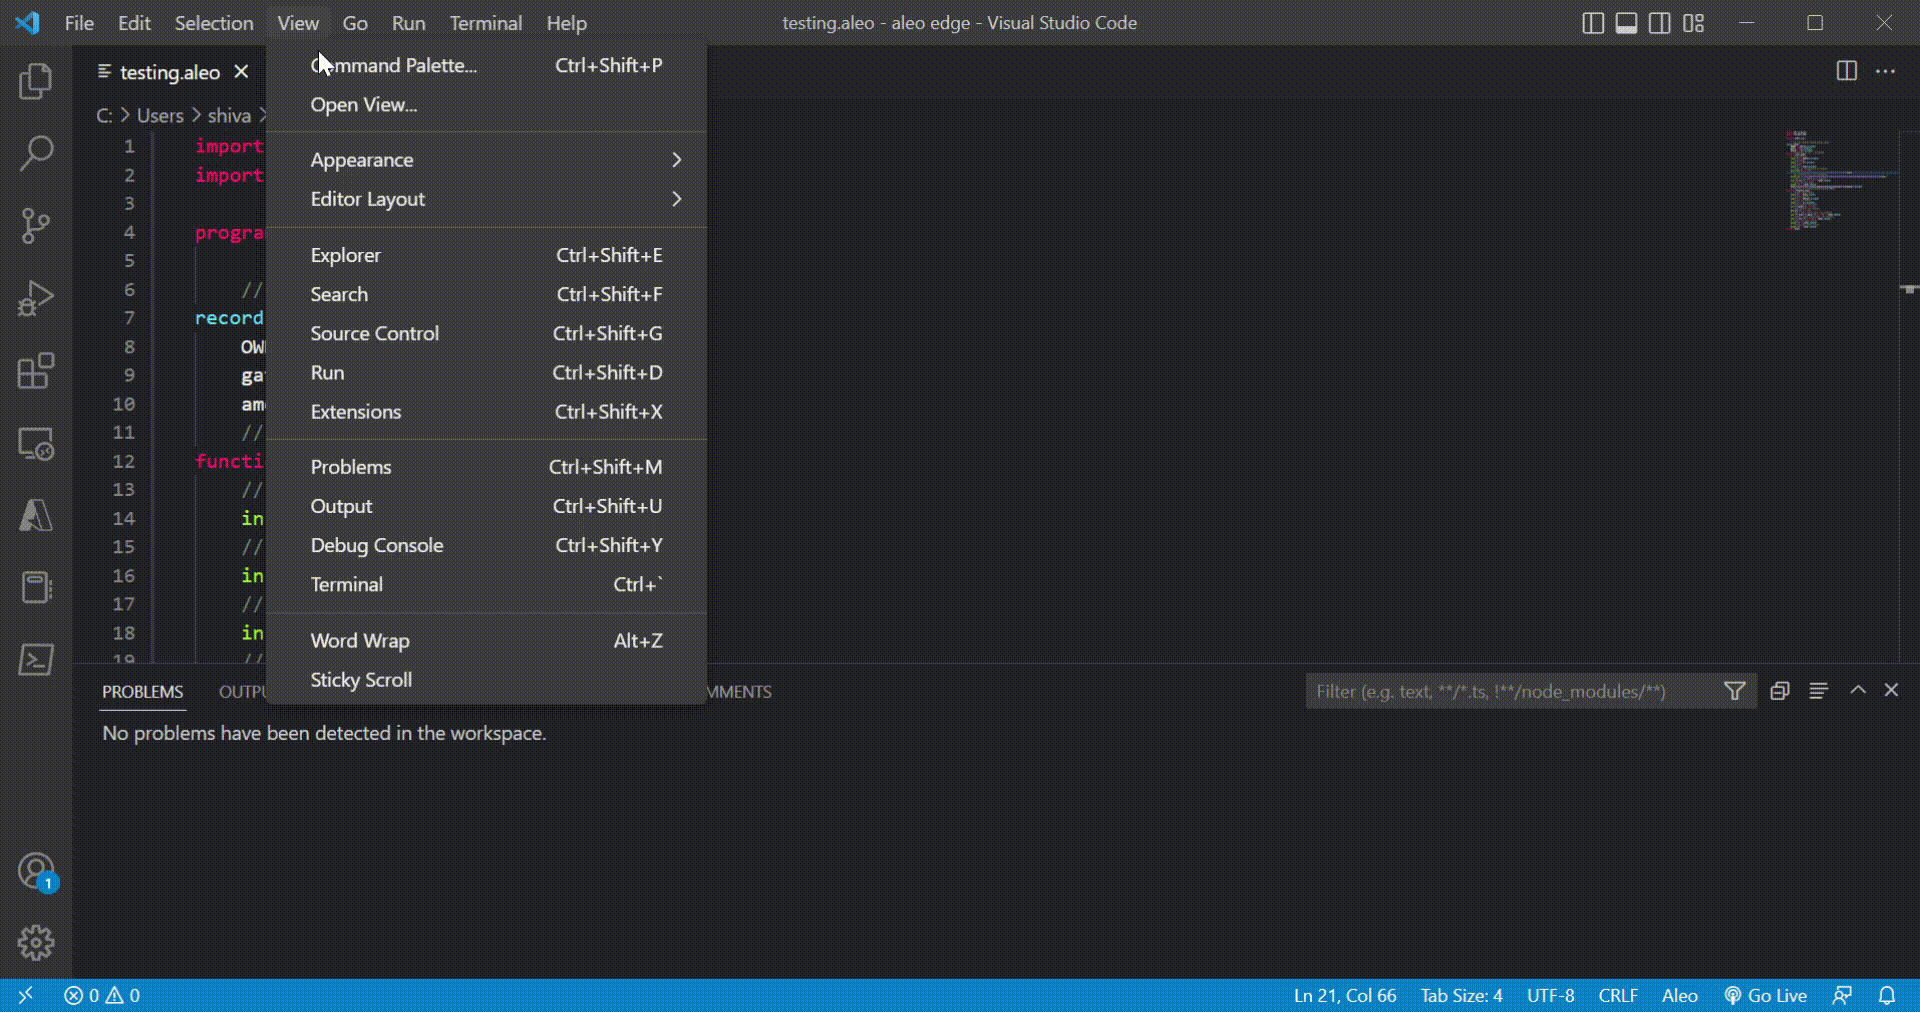 File Edit Selection View Go Run Terminal Help testing.aleo - aleo edge - Visual Studio Code
testing.aleo
C: > Users > shiva >
Command Palette... Ctrl+Shift+P
Open View...
Appearance
Editor Layout
Explorer Ctrl+Shift+E
Search Ctrl+Shift+F
Source Control Ctrl+Shift+G
Run Ctrl+Shift+D
Extensions Ctrl+Shift+X
Problems Ctrl+Shift+M
Output Ctrl+Shift+U
Debug Console Ctrl+Shift+Y
Terminal Ctrl+`
Word Wrap Alt+Z
Sticky Scroll
1 import
2 import
3
4 progra
5
6 //
7 record
8 OW
9 ga
10 am
11 //
12 functi
13 //
14 in
15 //
16 in
17 //
18 in
19 //
PROBLEMS OUTPU MMENTS Filter (e.g. text, **/*.ts, !**/node_modules/**)
No problems have been detected in the workspace.
1
0 0 Ln 21, Col 66 Tab Size: 4 UTF-8 CRLF Aleo Go Live